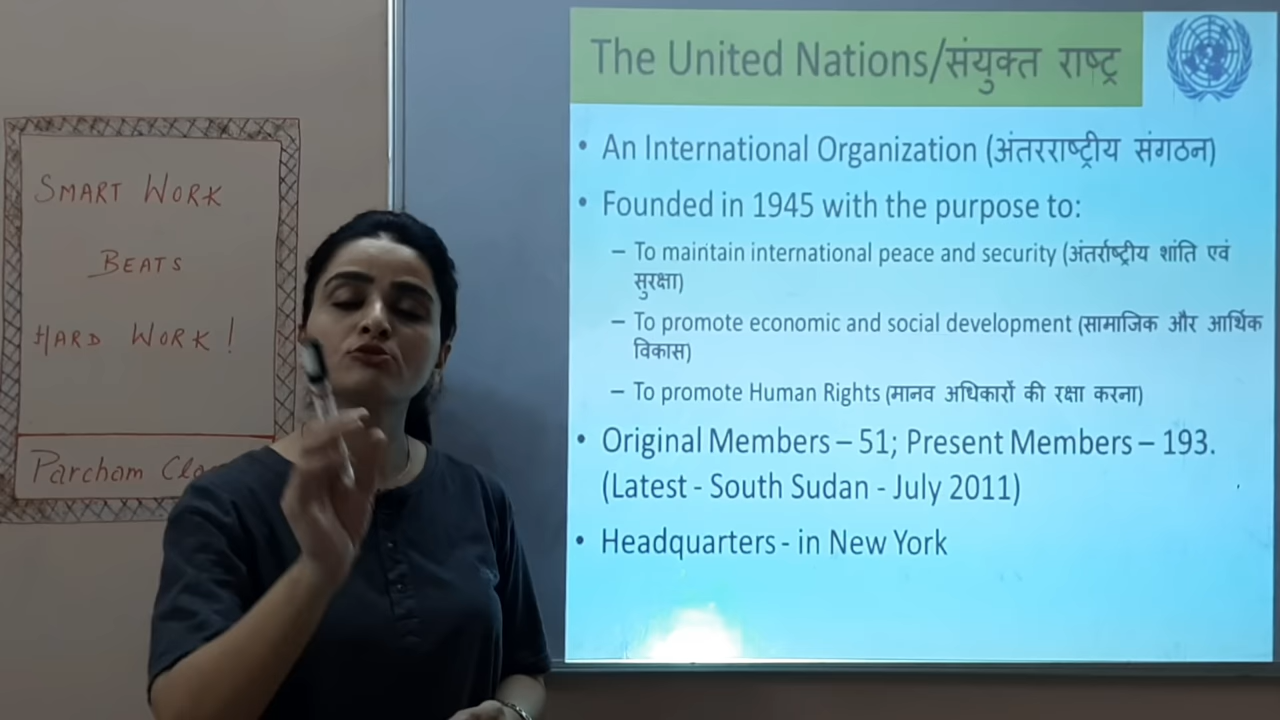 SMART WORK
BEATS
HARD WORK!
Parcham
The United Nations/संयुक्त राष्ट्र
• An International Organization (अंतरराष्ट्रीय संगठन)
• Founded in 1945 with the purpose to:
– To maintain international peace and security (अंतर्राष्ट्रीय शांति एवं
सुरक्षा)
– To promote economic and social development (सामाजिक और आर्थिक
विकास)
– To promote Human Rights (मानव अधिकारों की रक्षा करना)
• Original Members – 51; Present Members – 193.
(Latest - South Sudan - July 2011)
• Headquarters - in New York